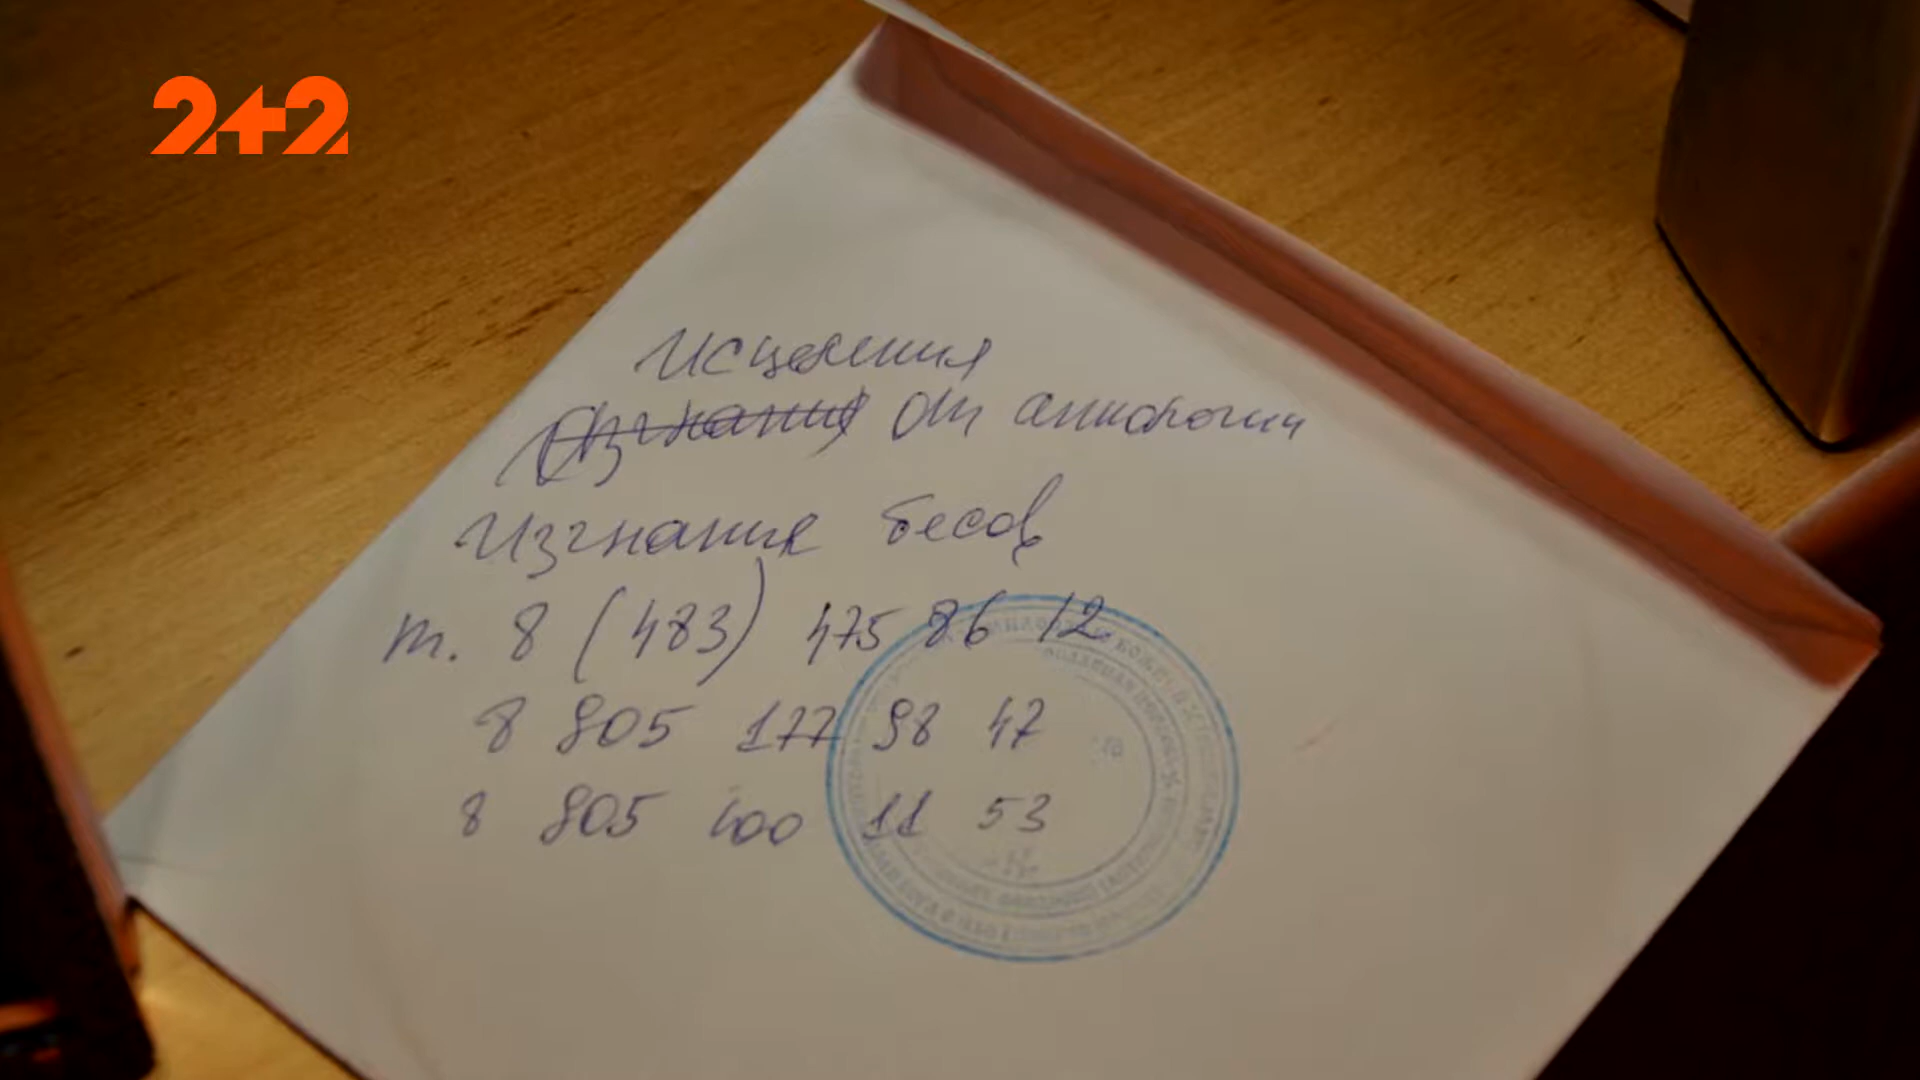 2+2
Исцеления
Изгнания от
Изгнание бесов
т. 8 (483) 475 86 12
8 805 177 98 47
8 805 400 11 53